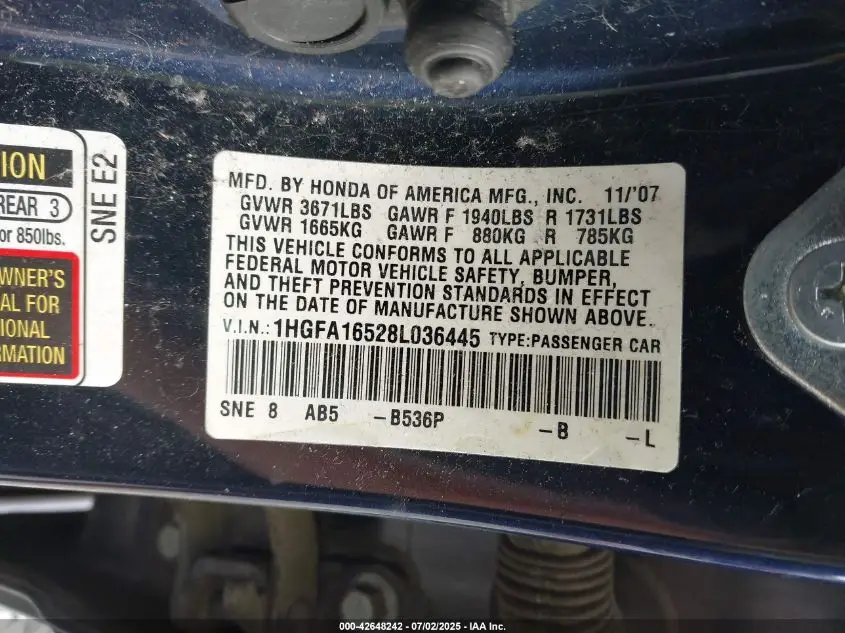 ION
REAR 3
or 850lbs.
WNER'S
AL FOR
IONAL
RMATION
SNE E2
MFD. BY HONDA OF AMERICA MFG., INC. 11/'07
GVWR 3671LBS GAWR F 1940LBS R 1731LBS
GVWR 1665KG GAWR F 880KG R 785KG
THIS VEHICLE CONFORMS TO ALL APPLICABLE
FEDERAL MOTOR VEHICLE SAFETY, BUMPER,
AND THEFT PREVENTION STANDARDS IN EFFECT
ON THE DATE OF MANUFACTURE SHOWN ABOVE.
V.I.N.: 1HGFA16528L036445 TYPE:PASSENGER CAR
SNE 8 AB5 -B536P -B -L
000-42648242 - 07/02/2025 - IAA Inc.